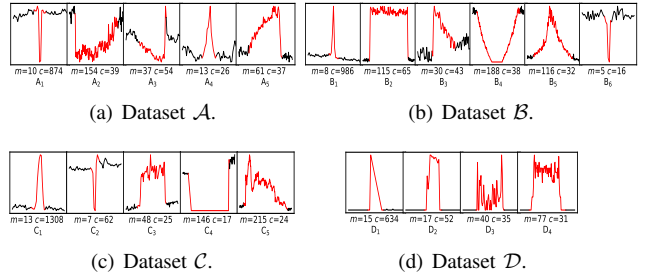 m=10 c=874 m=154 c=39 m=37 c=54 m=13 c=26 m=61 c=37
A1 A2 A3 A4 A5
m=8 c=986 m=115 c=65 m=30 c=43 m=188 c=38 m=116 c=32 m=5 c=16
B1 B2 B3 B4 B5 B6
(a) Dataset 𝒜.
(b) Dataset ℬ.
m=13 c=1308 m=7 c=62 m=48 c=25 m=146 c=17 m=215 c=24
C1 C2 C3 C4 C5
m=15 c=634 m=17 c=52 m=40 c=35 m=77 c=31
D1 D2 D3 D4
(c) Dataset 𝒞.
(d) Dataset 𝒟.